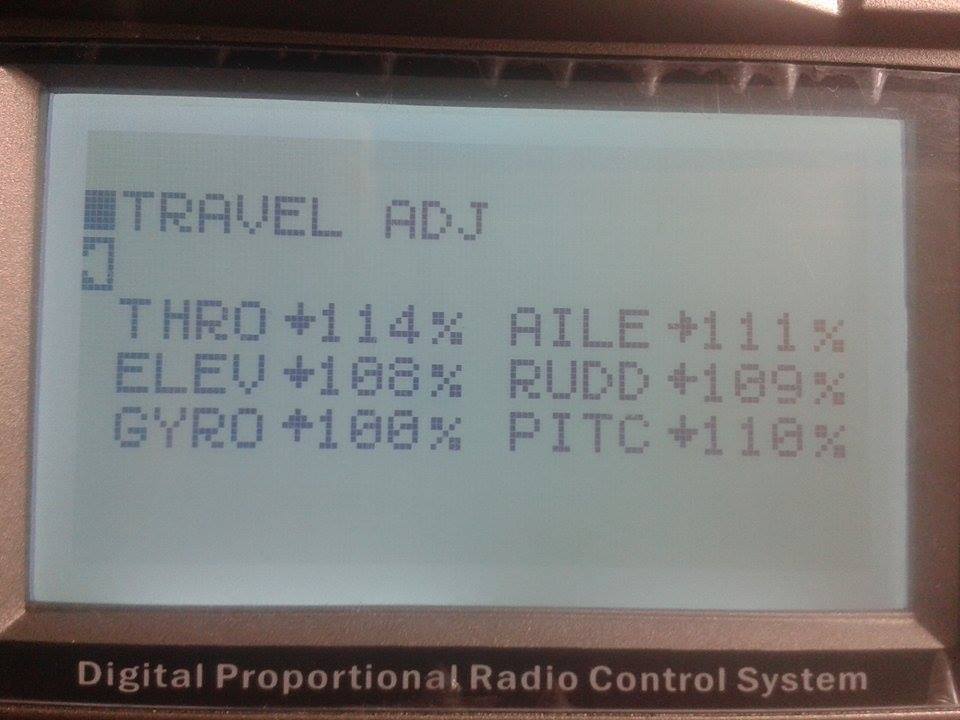 TRAVEL ADJ
THRO ↓114% AILE →111%
ELEV ↓108% RUDD ←109%
GYRO ↑100% PITC ↓110%
Digital Proportional Radio Control System